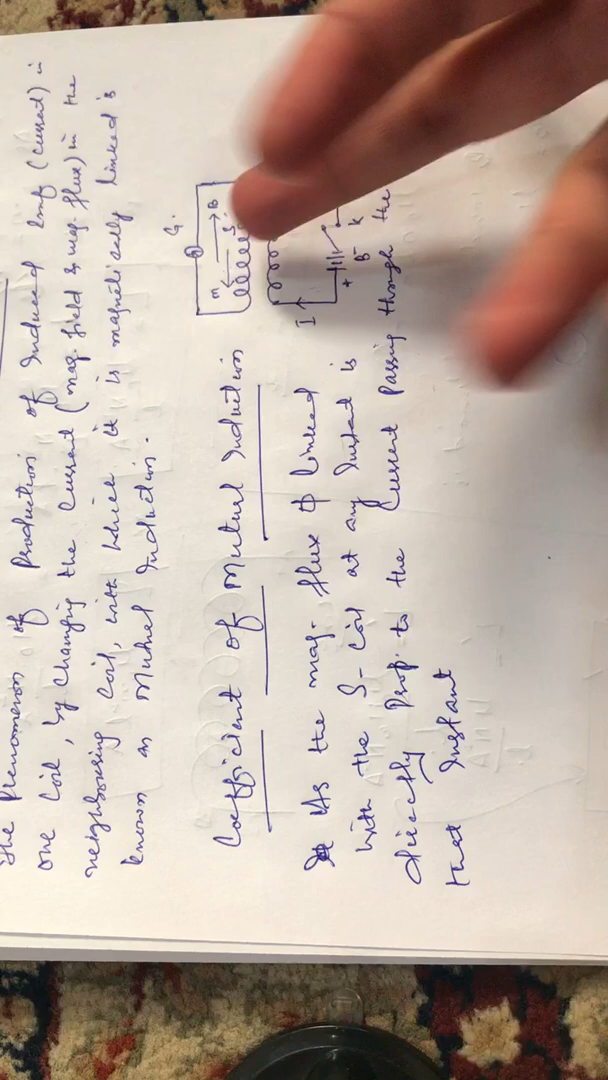 The Phenomenon of Production of Induced Emf (current) in
one Coil, by changing the current (mag. field & mag. flux) in the
neighbouring Coil, with which it is magnetically linked is
known as Mutual Induction.
Coefficient of Mutual Induction
As the mag. flux ϕ linked
with the S- Coil at any Instant is
directly Prop. to the Current Passing through the
that Instant
G.
m
B
S
I
+
B
-
K